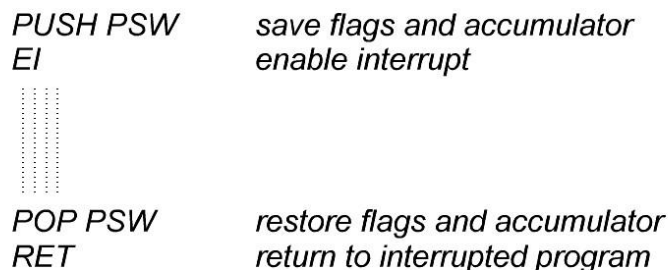 PUSH PSW save flags and accumulator
EI enable interrupt
POP PSW restore flags and accumulator
RET return to interrupted program